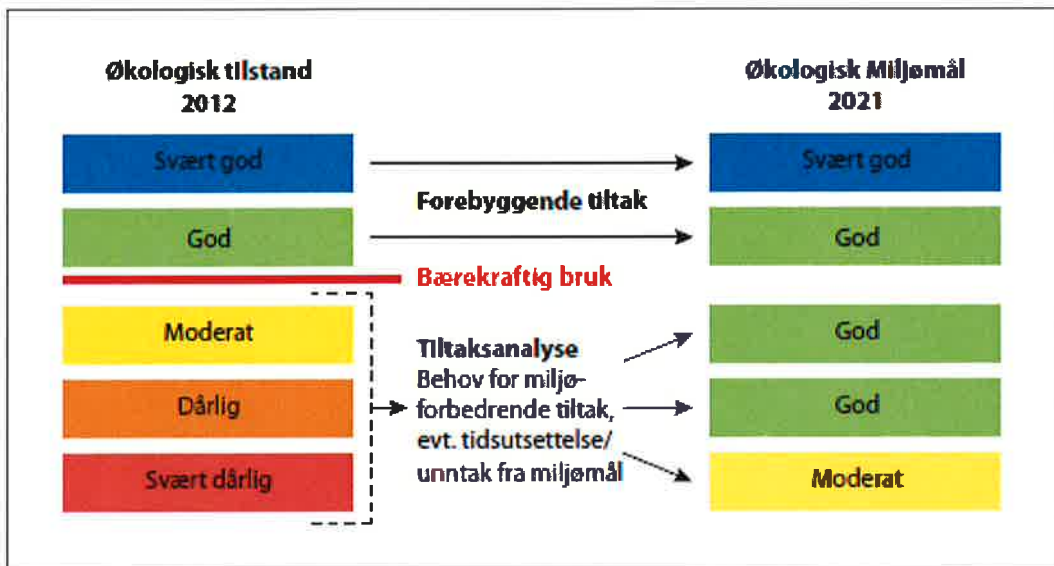 Økologisk tilstand
2012
Svært god
God
Moderat
Dårlig
Svært dårlig
Forebyggende tiltak
Bærekraftig bruk
Tiltaksanalyse
Behov for miljø-
forbedrende tiltak,
evt. tidsutsettelse/
unntak fra miljømål
Økologisk Miljømål
2021
Svært god
God
God
God
Moderat